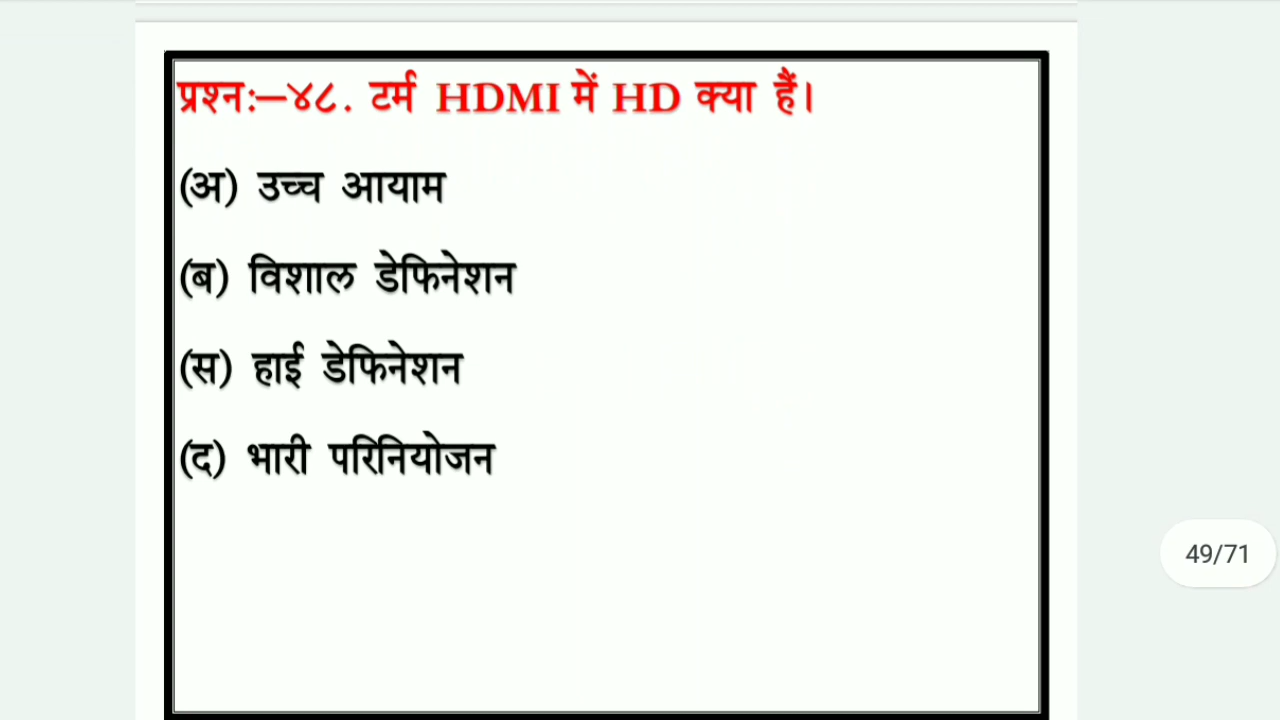 प्रश्नः—४८. टर्म HDMI में HD क्या हैं।
(अ) उच्च आयाम
(ब) विशाल डेफिनेशन
(स) हाई डेफिनेशन
(द) भारी परिनियोजन
49/71